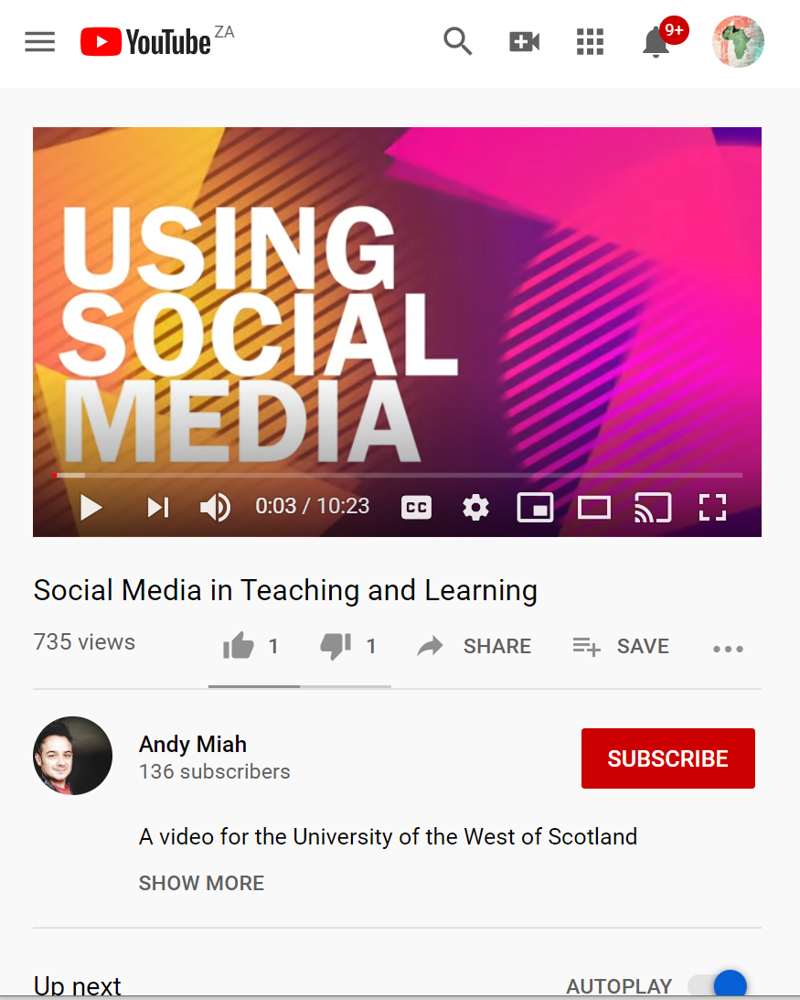 YouTube ZA
9+
USING
SOCIAL
MEDIA
0:03 / 10:23 CC
Social Media in Teaching and Learning
735 views 1 1 SHARE SAVE
Andy Miah
136 subscribers
SUBSCRIBE
A video for the University of the West of Scotland
SHOW MORE
Up next AUTOPLAY